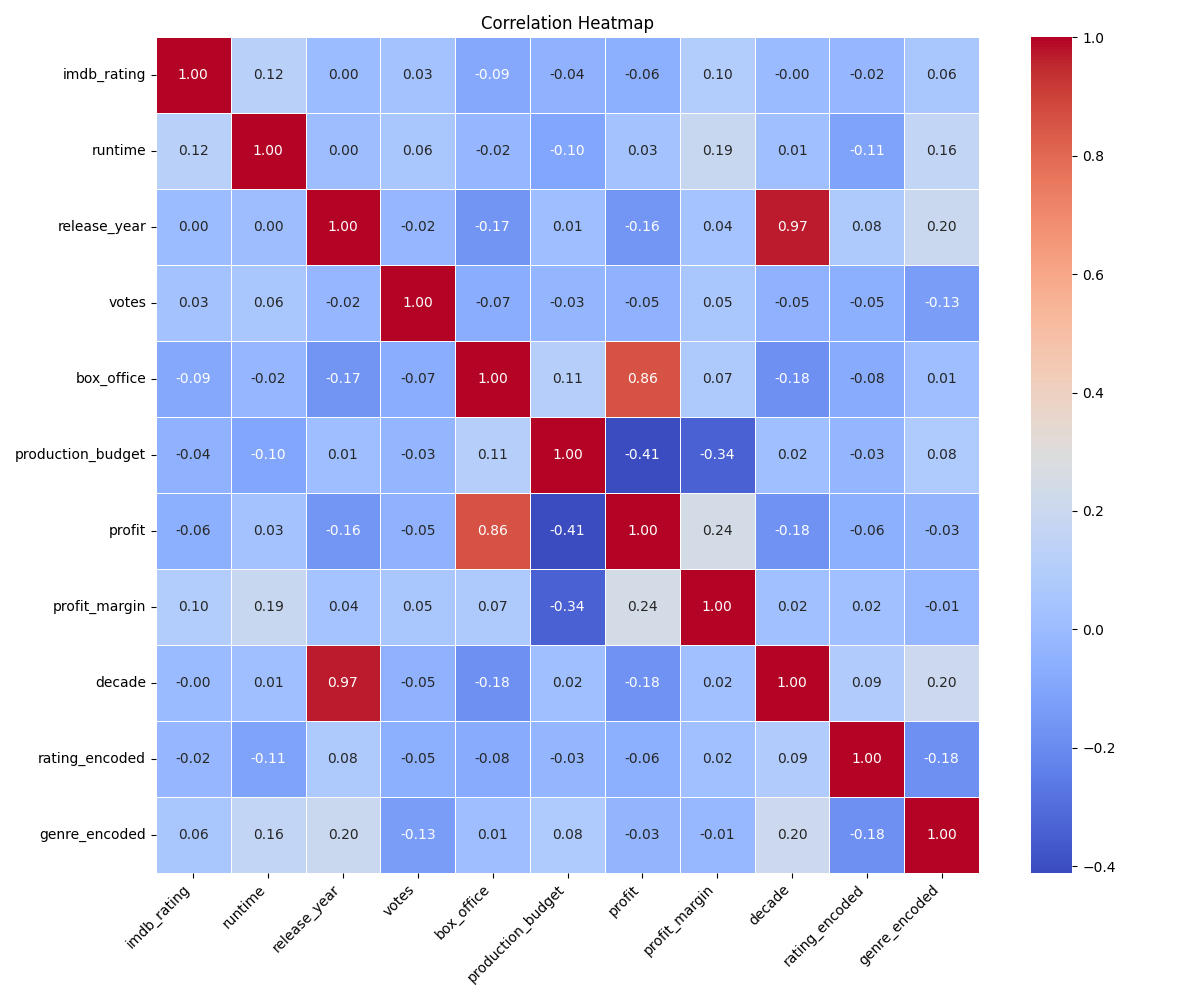 Correlation Heatmap
imdb_rating 1.00 0.12 0.00 0.03 -0.09 -0.04 -0.06 0.10 -0.00 -0.02 0.06
runtime 0.12 1.00 0.00 0.06 -0.02 -0.10 0.03 0.19 0.01 -0.11 0.16
release_year 0.00 0.00 1.00 -0.02 -0.17 0.01 -0.16 0.04 0.97 0.08 0.20
votes 0.03 0.06 -0.02 1.00 -0.07 -0.03 -0.05 0.05 -0.05 -0.05 -0.13
box_office -0.09 -0.02 -0.17 -0.07 1.00 0.11 0.86 0.07 -0.18 -0.08 0.01
production_budget -0.04 -0.10 0.01 -0.03 0.11 1.00 -0.41 -0.34 0.02 -0.03 0.08
profit -0.06 0.03 -0.16 -0.05 0.86 -0.41 1.00 0.24 -0.18 -0.06 -0.03
profit_margin 0.10 0.19 0.04 0.05 0.07 -0.34 0.24 1.00 0.02 0.02 -0.01
decade -0.00 0.01 0.97 -0.05 -0.18 0.02 -0.18 0.02 1.00 0.09 0.20
rating_encoded -0.02 -0.11 0.08 -0.05 -0.08 -0.03 -0.06 0.02 0.09 1.00 -0.18
genre_encoded 0.06 0.16 0.20 -0.13 0.01 0.08 -0.03 -0.01 0.20 -0.18 1.00
imdb_rating runtime release_year votes box_office production_budget profit profit_margin decade rating_encoded genre_encoded
1.0
0.8
0.6
0.4
0.2
0.0
−0.2
−0.4